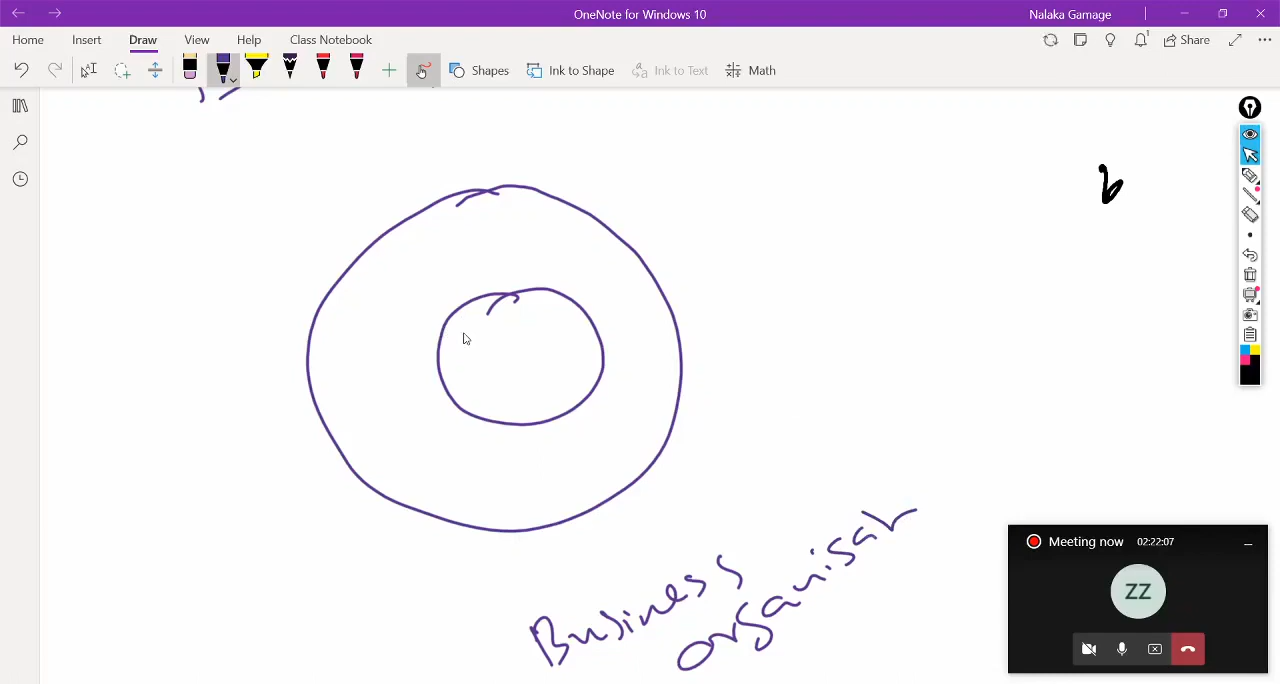 OneNote for Windows 10
Nalaka Gamage
Home Insert Draw View Help Class Notebook
Share
Shapes Ink to Shape Ink to Text Math
b
Business
organisat
Meeting now 02:22:07
ZZ